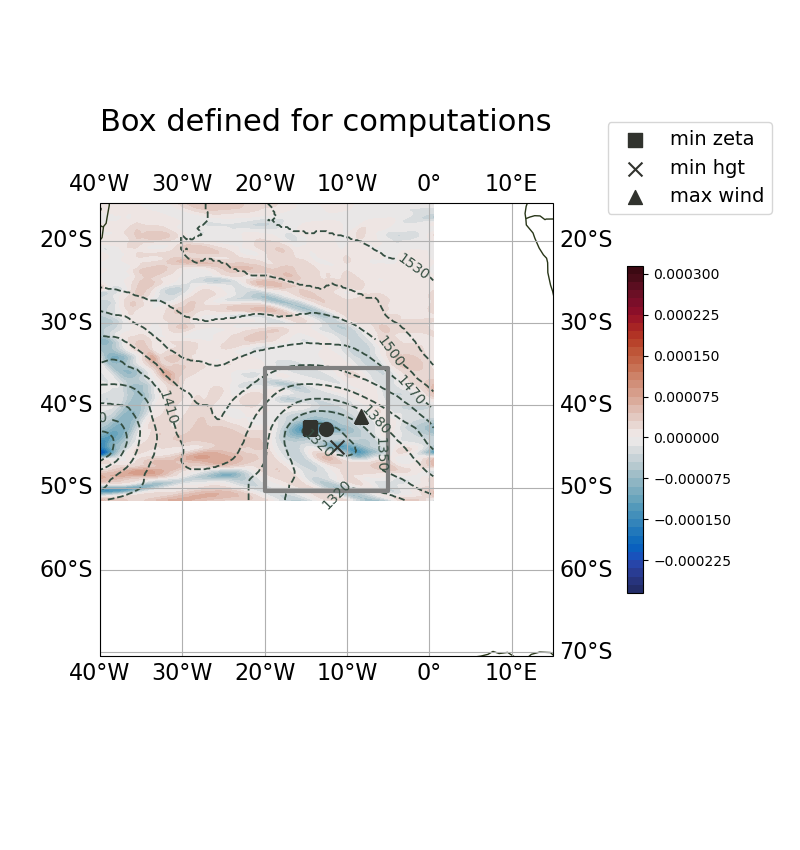 Box defined for computations
min zeta
min hgt
max wind
40°W 30°W 20°W 10°W 0° 10°E
20°S 20°S
30°S 30°S
40°S 40°S
50°S 50°S
60°S 60°S
70°S
40°W 30°W 20°W 10°W 0° 10°E
1530
1500
1470
1410
1380
1350
1320
1320
0.000300
0.000225
0.000150
0.000075
0.000000
−0.000075
−0.000150
−0.000225